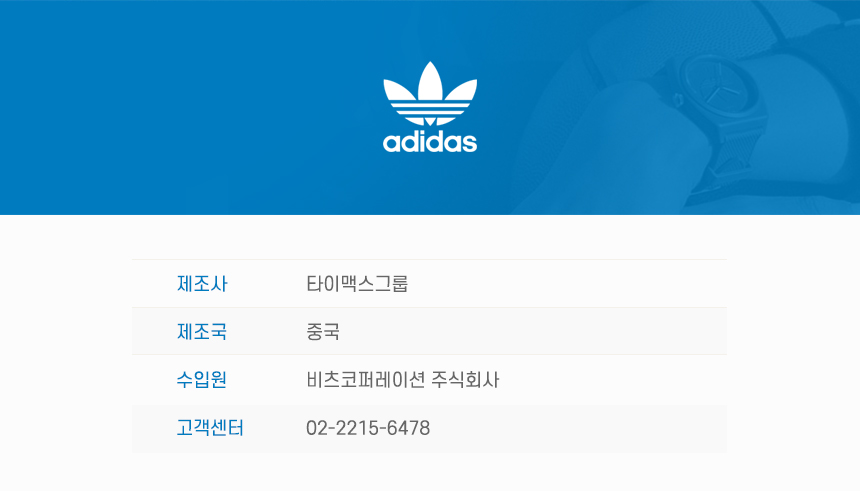 adidas
제조사 타이맥스그룹
제조국 중국
수입원 비츠코퍼레이션 주식회사
고객센터 02-2215-6478